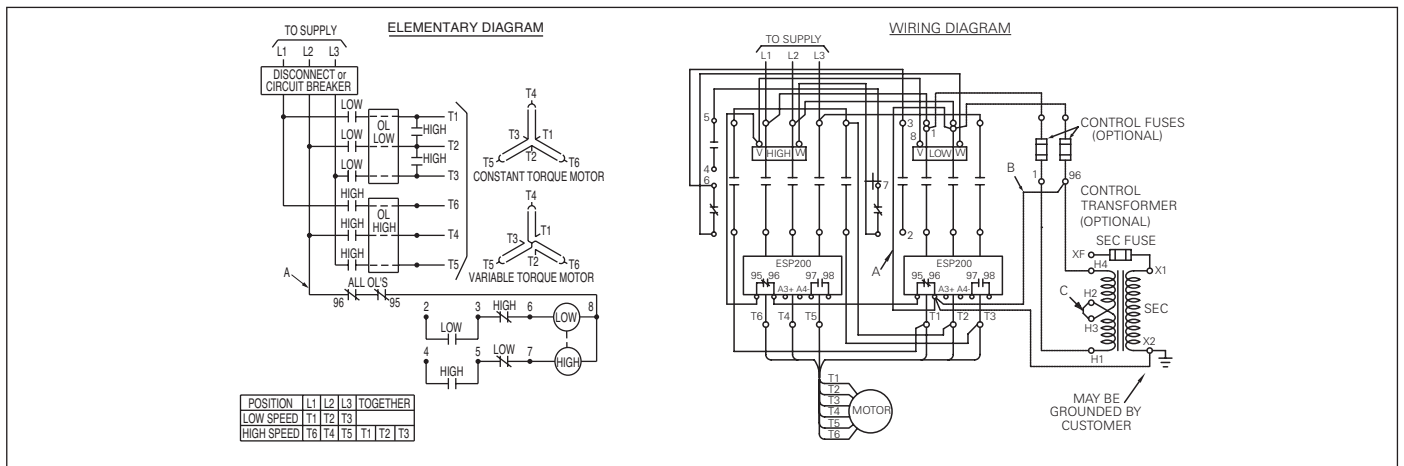 ELEMENTARY DIAGRAM
TO SUPPLY
L1 L2 L3
DISCONNECT or
CIRCUIT BREAKER
LOW
OL
LOW
T1
HIGH
LOW
T2
HIGH
LOW
T3
HIGH
T6
OL
HIGH
HIGH
T4
HIGH
T5
A
ALL OL'S
96 95
2 3 HIGH 6 8
LOW
LOW
4 5 LOW 7
HIGH
HIGH
T4
T3 T1
T2
T5 T6
CONSTANT TORQUE MOTOR
T4
T3 T1
T2
T5 T6
VARIABLE TORQUE MOTOR
POSITION L1 L2 L3 TOGETHER
LOW SPEED T1 T2 T3
HIGH SPEED T6 T4 T5 T1 T2 T3
WIRING DIAGRAM
TO SUPPLY
L1 L2 L3
5
4
6
V HIGH W
7
3
8
1
V LOW W
2
A
ESP200
95 96 97 98
A3+ A4-
T6 T4 T5
ESP200
95 96 97 98
A3+ A4-
T1 T2 T3
T1
T2
T3
T4
T5
T6
MOTOR
CONTROL FUSES
(OPTIONAL)
B
1 96
CONTROL
TRANSFORMER
(OPTIONAL)
SEC FUSE
XF
H4 X1
H2
C
H3
SEC
H1 X2
MAY BE
GROUNDED BY
CUSTOMER